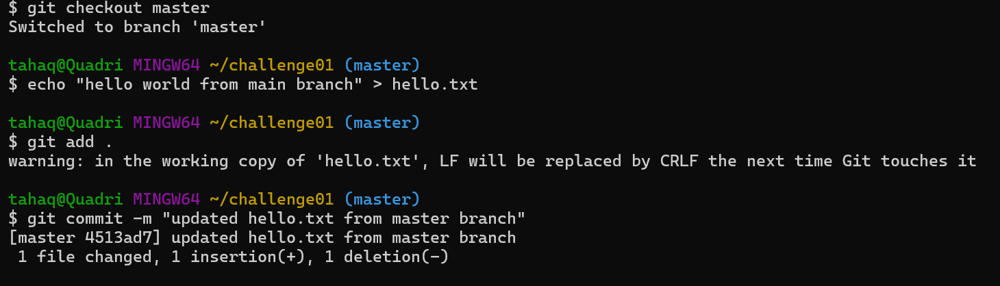 $ git checkout master
Switched to branch 'master'
tahaq@Quadri MINGW64 ~/challenge01 (master)
$ echo "hello world from main branch" > hello.txt
tahaq@Quadri MINGW64 ~/challenge01 (master)
$ git add .
warning: in the working copy of 'hello.txt', LF will be replaced by CRLF the next time Git touches it
tahaq@Quadri MINGW64 ~/challenge01 (master)
$ git commit -m "updated hello.txt from master branch"
[master 4513ad7] updated hello.txt from master branch
 1 file changed, 1 insertion(+), 1 deletion(-)